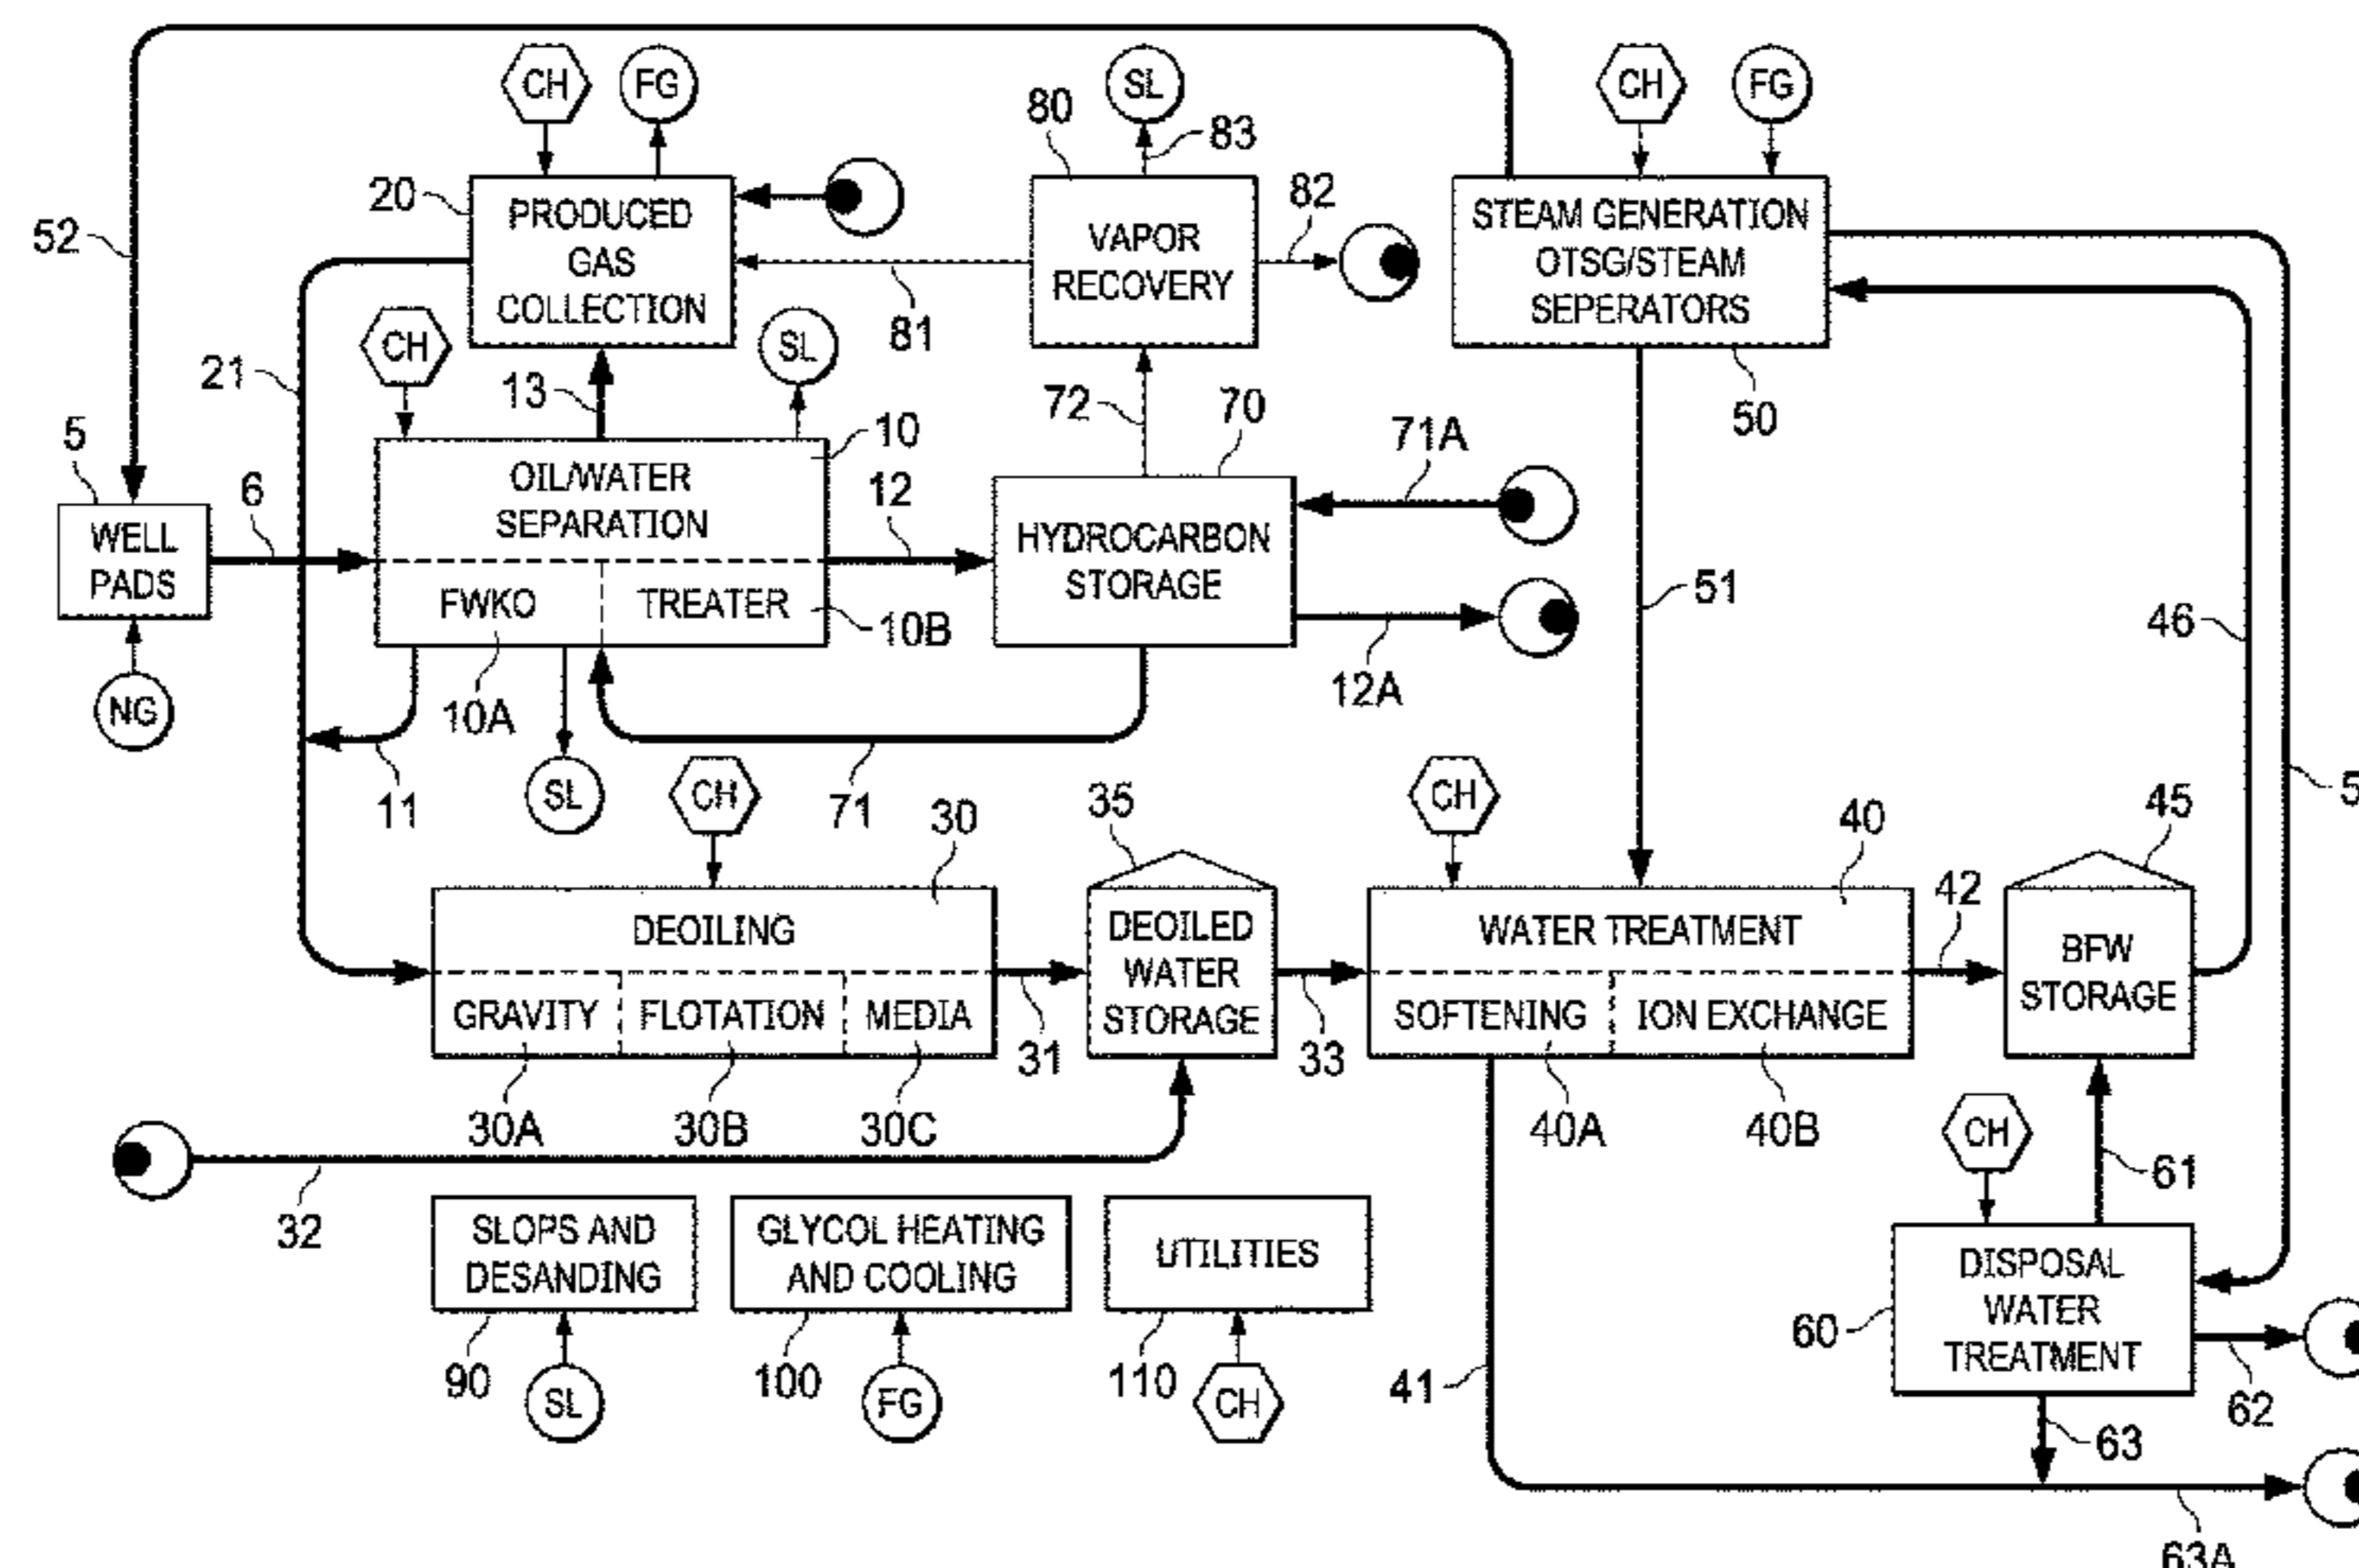 CH
FG
SL
CH
FG
80
83
20
PRODUCED
GAS
COLLECTION
VAPOR
RECOVERY
82
STEAM GENERATION
OTSG/STEAM
SEPERATORS
52
81
CH
SL
21
13
72
70
50
5
10
71A
6
OIL/WATER
SEPARATION
12
WELL
PADS
HYDROCARBON
STORAGE
51
FWKO
TREATER
10B
46
NG
10A
12A
11
SL
CH
71
35
CH
30
40
45
DEOILING
DEOILED
WATER
STORAGE
WATER TREATMENT
42
BFW
STORAGE
GRAVITY
FLOTATION
MEDIA
SOFTENING
ION EXCHANGE
31
33
30A
30B
30C
40A
40B
CH
61
32
SLOPS AND
DESANDING
GLYCOL HEATING
AND COOLING
UTILITIES
DISPOSAL
WATER
TREATMENT
60
90
SL
100
FG
110
CH
41
62
63
63A